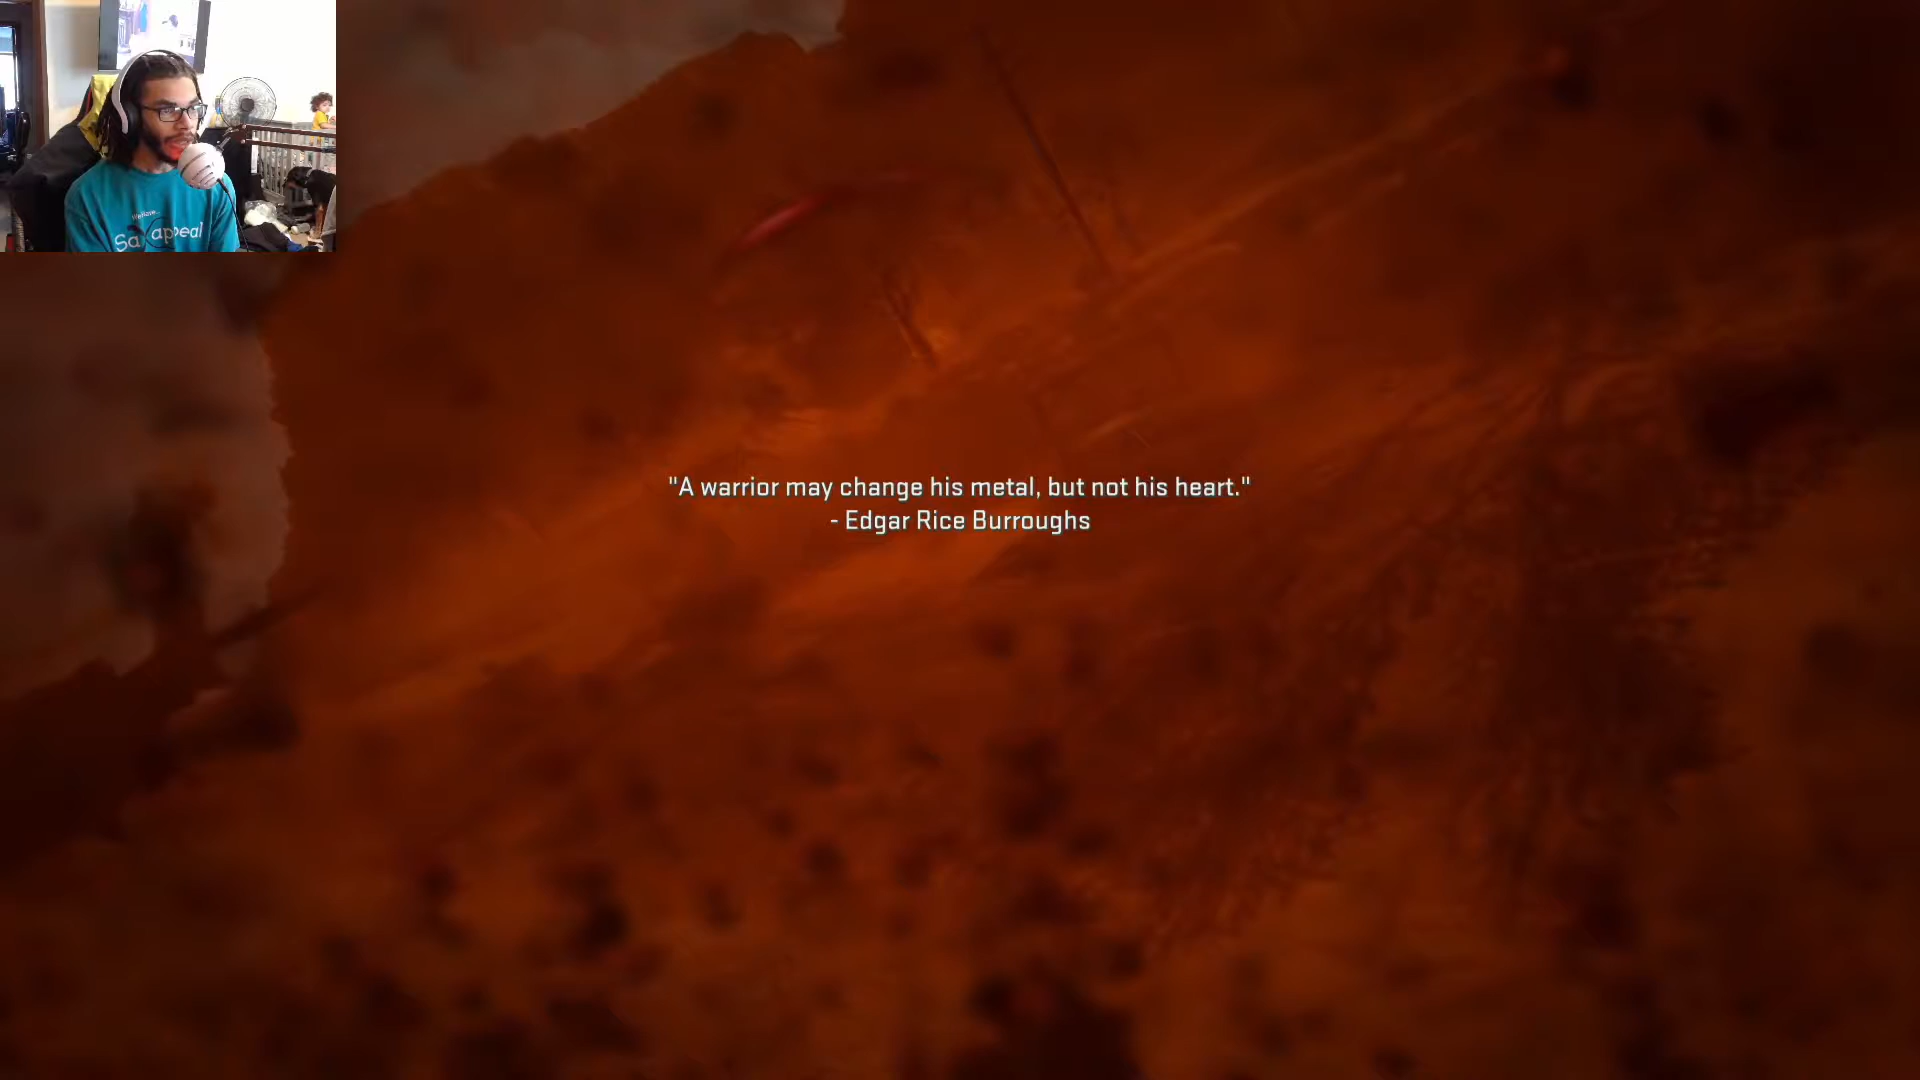 "A warrior may change his metal, but not his heart."
- Edgar Rice Burroughs